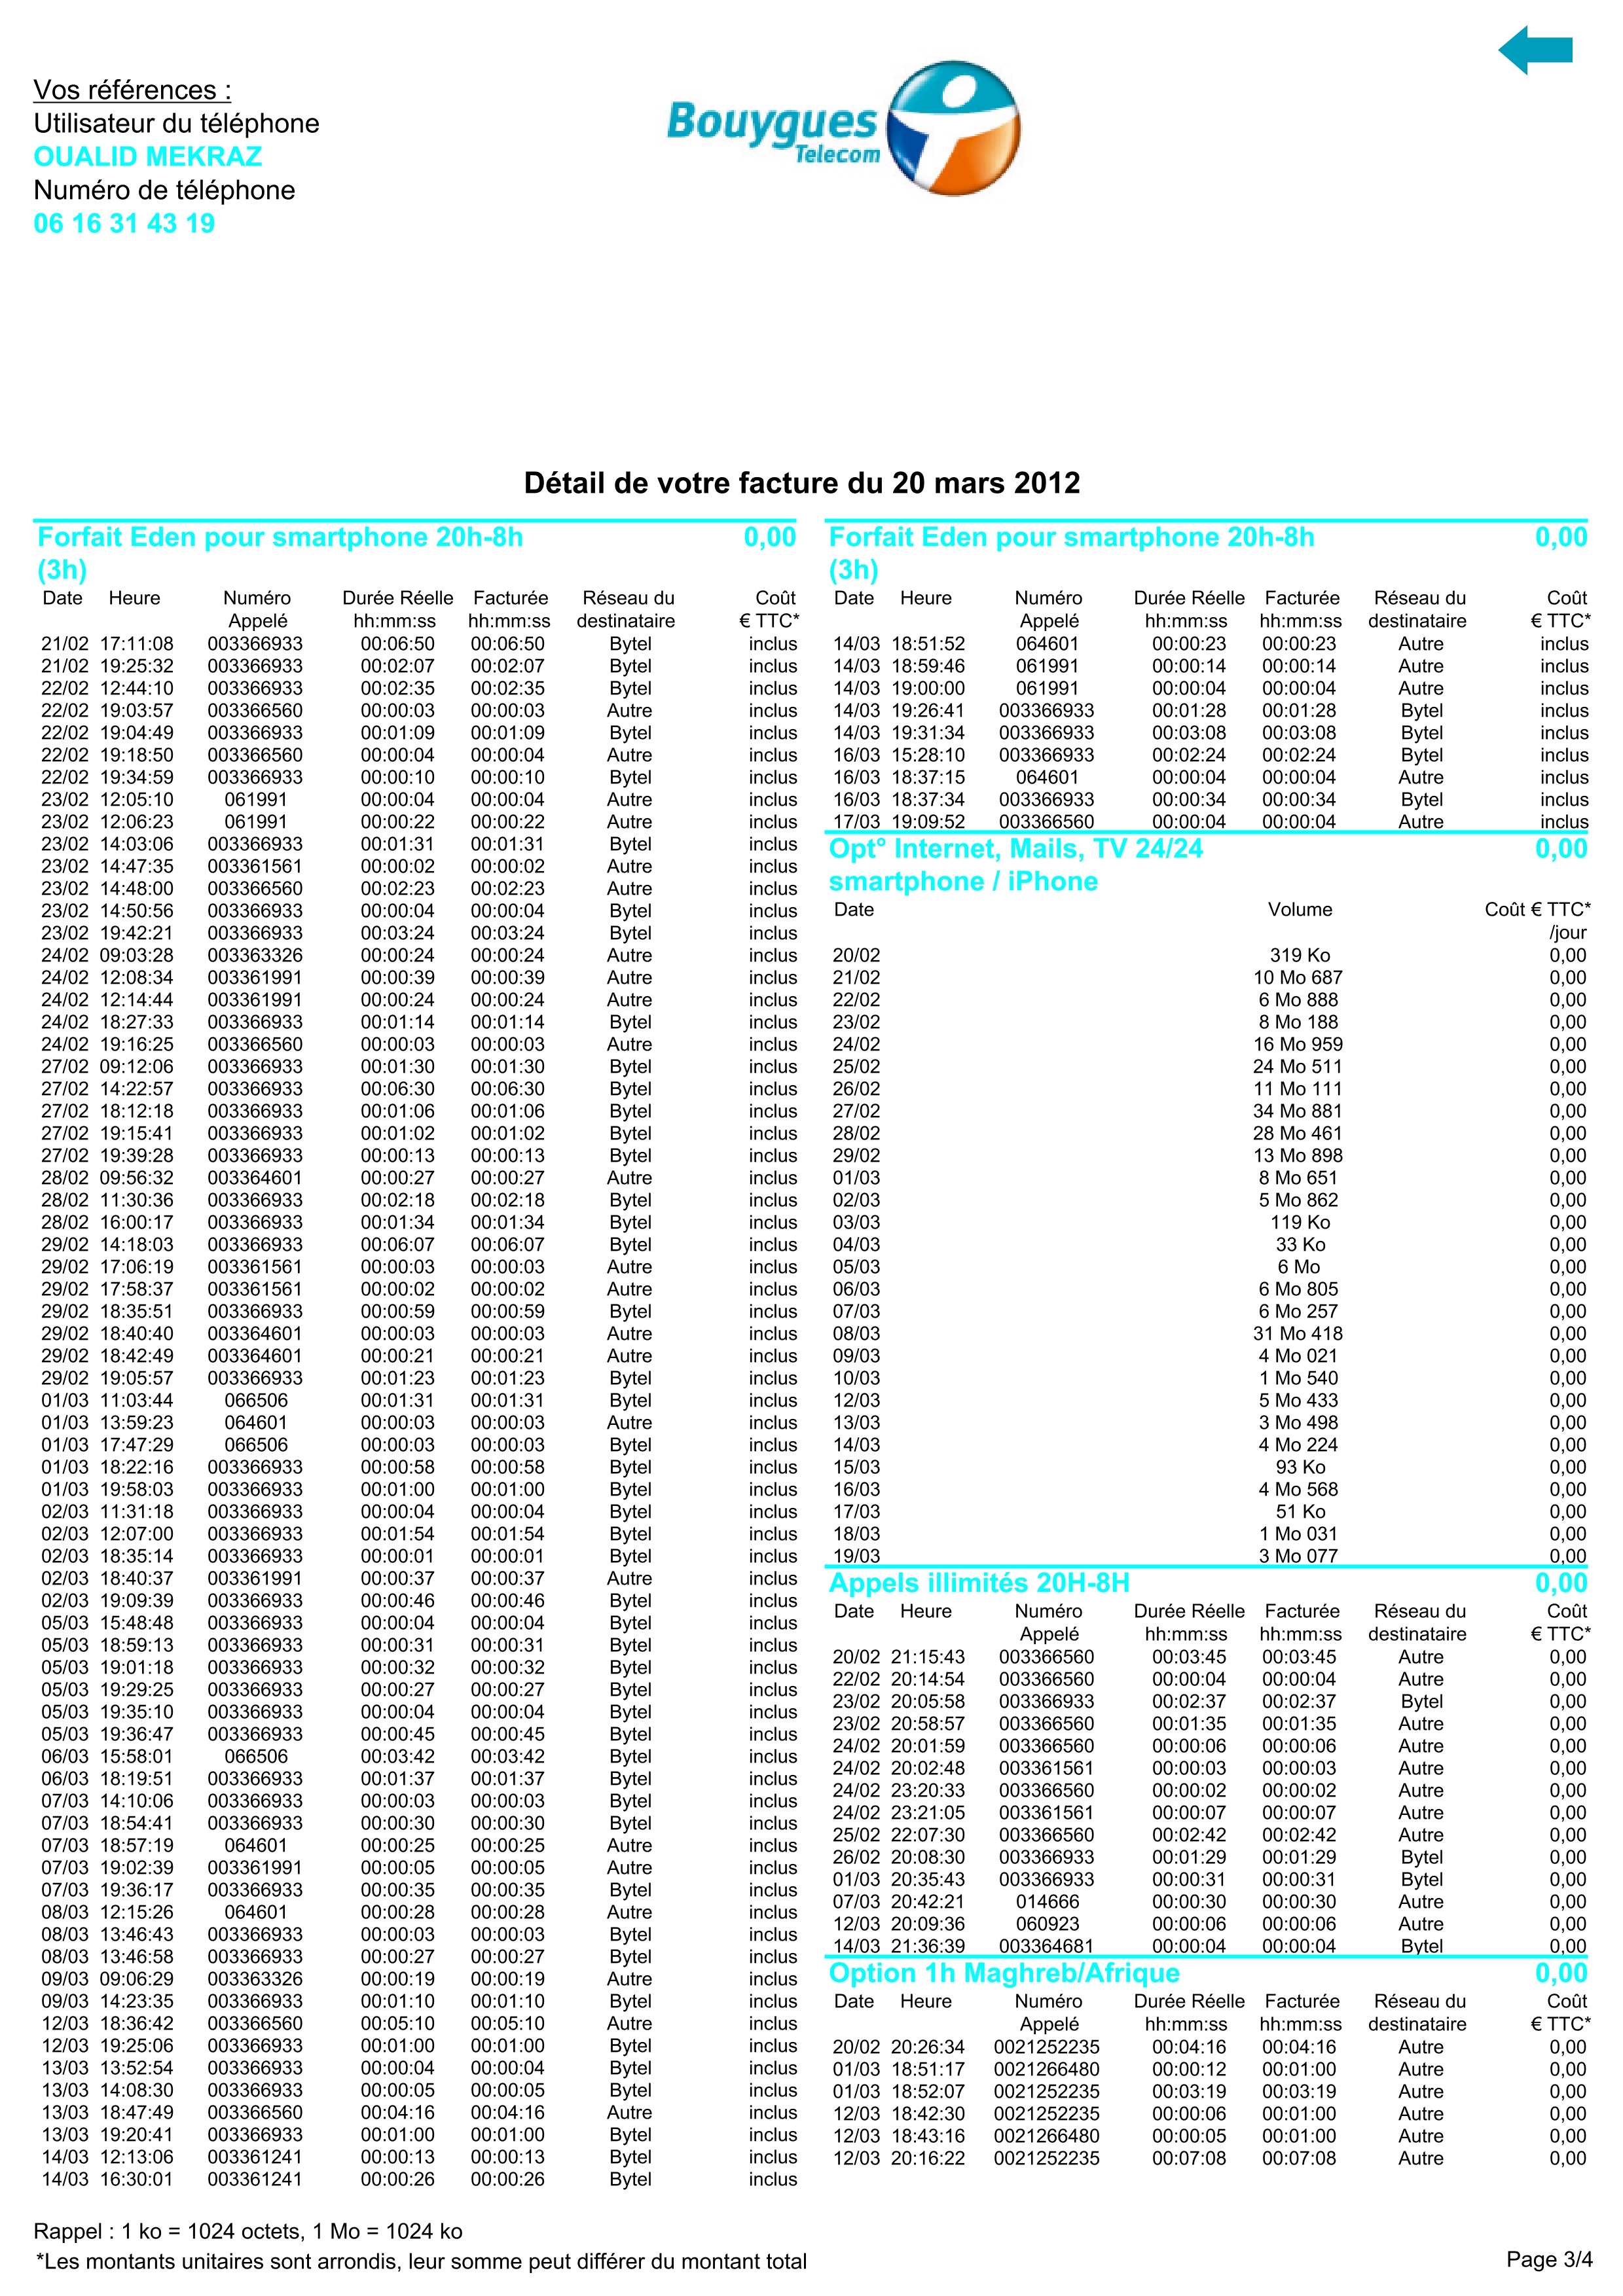 Vos références :
Utilisateur du téléphone
OUALID MEKRAZ
Numéro de téléphone
06 16 31 43 19
Bouygues
Telecom
Détail de votre facture du 20 mars 2012
Forfait Eden pour smartphone 20h-8h 0,00
(3h)
Date Heure Numéro Durée Réelle Facturée Réseau du Coût
Appelé hh:mm:ss hh:mm:ss destinataire € TTC*
21/02 17:11:08 003366933 00:06:50 00:06:50 Bytel inclus
21/02 19:25:32 003366933 00:02:07 00:02:07 Bytel inclus
22/02 12:44:10 003366933 00:02:35 00:02:35 Bytel inclus
22/02 19:03:57 003366560 00:00:03 00:00:03 Autre inclus
22/02 19:04:49 003366933 00:01:09 00:01:09 Bytel inclus
22/02 19:18:50 003366560 00:00:04 00:00:04 Autre inclus
22/02 19:34:59 003366933 00:00:10 00:00:10 Bytel inclus
23/02 12:05:10 061991 00:00:04 00:00:04 Autre inclus
23/02 12:06:23 061991 00:00:22 00:00:22 Autre inclus
23/02 14:03:06 003366933 00:01:31 00:01:31 Bytel inclus
23/02 14:47:35 003361561 00:00:02 00:00:02 Autre inclus
23/02 14:48:00 003366560 00:02:23 00:02:23 Autre inclus
23/02 14:50:56 003366933 00:00:04 00:00:04 Bytel inclus
23/02 19:42:21 003366933 00:03:24 00:03:24 Bytel inclus
24/02 09:03:28 003363326 00:00:24 00:00:24 Autre inclus
24/02 12:08:34 003361991 00:00:39 00:00:39 Autre inclus
24/02 12:14:44 003361991 00:00:24 00:00:24 Autre inclus
24/02 18:27:33 003366933 00:01:14 00:01:14 Bytel inclus
24/02 19:16:25 003366560 00:00:03 00:00:03 Autre inclus
27/02 09:12:06 003366933 00:01:30 00:01:30 Bytel inclus
27/02 14:22:57 003366933 00:06:30 00:06:30 Bytel inclus
27/02 18:12:18 003366933 00:01:06 00:01:06 Bytel inclus
27/02 19:15:41 003366933 00:01:02 00:01:02 Bytel inclus
27/02 19:39:28 003366933 00:00:13 00:00:13 Bytel inclus
28/02 09:56:32 003364601 00:00:27 00:00:27 Autre inclus
28/02 11:30:36 003366933 00:02:18 00:02:18 Bytel inclus
28/02 16:00:17 003366933 00:01:34 00:01:34 Bytel inclus
29/02 14:18:03 003366933 00:06:07 00:06:07 Bytel inclus
29/02 17:06:19 003361561 00:00:03 00:00:03 Autre inclus
29/02 17:58:37 003361561 00:00:02 00:00:02 Autre inclus
29/02 18:35:51 003366933 00:00:59 00:00:59 Bytel inclus
29/02 18:40:40 003364601 00:00:03 00:00:03 Autre inclus
29/02 18:42:49 003364601 00:00:21 00:00:21 Autre inclus
29/02 19:05:57 003366933 00:01:23 00:01:23 Bytel inclus
01/03 11:03:44 066506 00:01:31 00:01:31 Bytel inclus
01/03 13:59:23 064601 00:00:03 00:00:03 Autre inclus
01/03 17:47:29 066506 00:00:03 00:00:03 Bytel inclus
01/03 18:22:16 003366933 00:00:58 00:00:58 Bytel inclus
01/03 19:58:03 003366933 00:01:00 00:01:00 Bytel inclus
02/03 11:31:18 003366933 00:00:04 00:00:04 Bytel inclus
02/03 12:07:00 003366933 00:01:54 00:01:54 Bytel inclus
02/03 18:35:14 003366933 00:00:01 00:00:01 Bytel inclus
02/03 18:40:37 003361991 00:00:37 00:00:37 Autre inclus
02/03 19:09:39 003366933 00:00:46 00:00:46 Bytel inclus
05/03 15:48:48 003366933 00:00:04 00:00:04 Bytel inclus
05/03 18:59:13 003366933 00:00:31 00:00:31 Bytel inclus
05/03 19:01:18 003366933 00:00:32 00:00:32 Bytel inclus
05/03 19:29:25 003366933 00:00:27 00:00:27 Bytel inclus
05/03 19:35:10 003366933 00:00:04 00:00:04 Bytel inclus
05/03 19:36:47 003366933 00:00:45 00:00:45 Bytel inclus
06/03 15:58:01 066506 00:03:42 00:03:42 Bytel inclus
06/03 18:19:51 003366933 00:01:37 00:01:37 Bytel inclus
07/03 14:10:06 003366933 00:00:03 00:00:03 Bytel inclus
07/03 18:54:41 003366933 00:00:30 00:00:30 Bytel inclus
07/03 18:57:19 064601 00:00:25 00:00:25 Autre inclus
07/03 19:02:39 003361991 00:00:05 00:00:05 Autre inclus
07/03 19:36:17 003366933 00:00:35 00:00:35 Bytel inclus
08/03 12:15:26 064601 00:00:28 00:00:28 Autre inclus
08/03 13:46:43 003366933 00:00:03 00:00:03 Bytel inclus
08/03 13:46:58 003366933 00:00:27 00:00:27 Bytel inclus
09/03 09:06:29 003363326 00:00:19 00:00:19 Autre inclus
09/03 14:23:35 003366933 00:01:10 00:01:10 Bytel inclus
12/03 18:36:42 003366560 00:05:10 00:05:10 Autre inclus
12/03 19:25:06 003366933 00:01:00 00:01:00 Bytel inclus
13/03 13:52:54 003366933 00:00:04 00:00:04 Bytel inclus
13/03 14:08:30 003366933 00:00:05 00:00:05 Bytel inclus
13/03 18:47:49 003366560 00:04:16 00:04:16 Autre inclus
13/03 19:20:41 003366933 00:01:00 00:01:00 Bytel inclus
14/03 12:13:06 003361241 00:00:13 00:00:13 Bytel inclus
14/03 16:30:01 003361241 00:00:26 00:00:26 Bytel inclus
Forfait Eden pour smartphone 20h-8h 0,00
(3h)
Date Heure Numéro Durée Réelle Facturée Réseau du Coût
Appelé hh:mm:ss hh:mm:ss destinataire € TTC*
14/03 18:51:52 064601 00:00:23 00:00:23 Autre inclus
14/03 18:59:46 061991 00:00:14 00:00:14 Autre inclus
14/03 19:00:00 061991 00:00:04 00:00:04 Autre inclus
14/03 19:26:41 003366933 00:01:28 00:01:28 Bytel inclus
14/03 19:31:34 003366933 00:03:08 00:03:08 Bytel inclus
16/03 15:28:10 003366933 00:02:24 00:02:24 Bytel inclus
16/03 18:37:15 064601 00:00:04 00:00:04 Autre inclus
16/03 18:37:34 003366933 00:00:34 00:00:34 Bytel inclus
17/03 19:09:52 003366560 00:00:04 00:00:04 Autre inclus
Opt° Internet, Mails, TV 24/24 0,00
smartphone / iPhone
Date Volume Coût € TTC*
/jour
20/02 319 Ko 0,00
21/02 10 Mo 687 0,00
22/02 6 Mo 888 0,00
23/02 8 Mo 188 0,00
24/02 16 Mo 959 0,00
25/02 24 Mo 511 0,00
26/02 11 Mo 111 0,00
27/02 34 Mo 881 0,00
28/02 28 Mo 461 0,00
29/02 13 Mo 898 0,00
01/03 8 Mo 651 0,00
02/03 5 Mo 862 0,00
03/03 119 Ko 0,00
04/03 33 Ko 0,00
05/03 6 Mo 0,00
06/03 6 Mo 805 0,00
07/03 6 Mo 257 0,00
08/03 31 Mo 418 0,00
09/03 4 Mo 021 0,00
10/03 1 Mo 540 0,00
12/03 5 Mo 433 0,00
13/03 3 Mo 498 0,00
14/03 4 Mo 224 0,00
15/03 93 Ko 0,00
16/03 4 Mo 568 0,00
17/03 51 Ko 0,00
18/03 1 Mo 031 0,00
19/03 3 Mo 077 0,00
Appels illimités 20H-8H 0,00
Date Heure Numéro Durée Réelle Facturée Réseau du Coût
Appelé hh:mm:ss hh:mm:ss destinataire € TTC*
20/02 21:15:43 003366560 00:03:45 00:03:45 Autre 0,00
22/02 20:14:54 003366560 00:00:04 00:00:04 Autre 0,00
23/02 20:05:58 003366933 00:02:37 00:02:37 Bytel 0,00
23/02 20:58:57 003366560 00:01:35 00:01:35 Autre 0,00
24/02 20:01:59 003366560 00:00:06 00:00:06 Autre 0,00
24/02 20:02:48 003361561 00:00:03 00:00:03 Autre 0,00
24/02 23:20:33 003366560 00:00:02 00:00:02 Autre 0,00
24/02 23:21:05 003361561 00:00:07 00:00:07 Autre 0,00
25/02 22:07:30 003366560 00:02:42 00:02:42 Autre 0,00
26/02 20:08:30 003366933 00:01:29 00:01:29 Bytel 0,00
01/03 20:35:43 003366933 00:00:31 00:00:31 Bytel 0,00
07/03 20:42:21 014666 00:00:30 00:00:30 Autre 0,00
12/03 20:09:36 060923 00:00:06 00:00:06 Autre 0,00
14/03 21:36:39 003364681 00:00:04 00:00:04 Bytel 0,00
Option 1h Maghreb/Afrique 0,00
Date Heure Numéro Durée Réelle Facturée Réseau du Coût
Appelé hh:mm:ss hh:mm:ss destinataire € TTC*
20/02 20:26:34 0021252235 00:04:16 00:04:16 Autre 0,00
01/03 18:51:17 0021266480 00:00:12 00:01:00 Autre 0,00
01/03 18:52:07 0021252235 00:03:19 00:03:19 Autre 0,00
12/03 18:42:30 0021252235 00:00:06 00:01:00 Autre 0,00
12/03 18:43:16 0021266480 00:00:05 00:01:00 Autre 0,00
12/03 20:16:22 0021252235 00:07:08 00:07:08 Autre 0,00
Rappel : 1 ko = 1024 octets, 1 Mo = 1024 ko
*Les montants unitaires sont arrondis, leur somme peut différer du montant total
Page 3/4